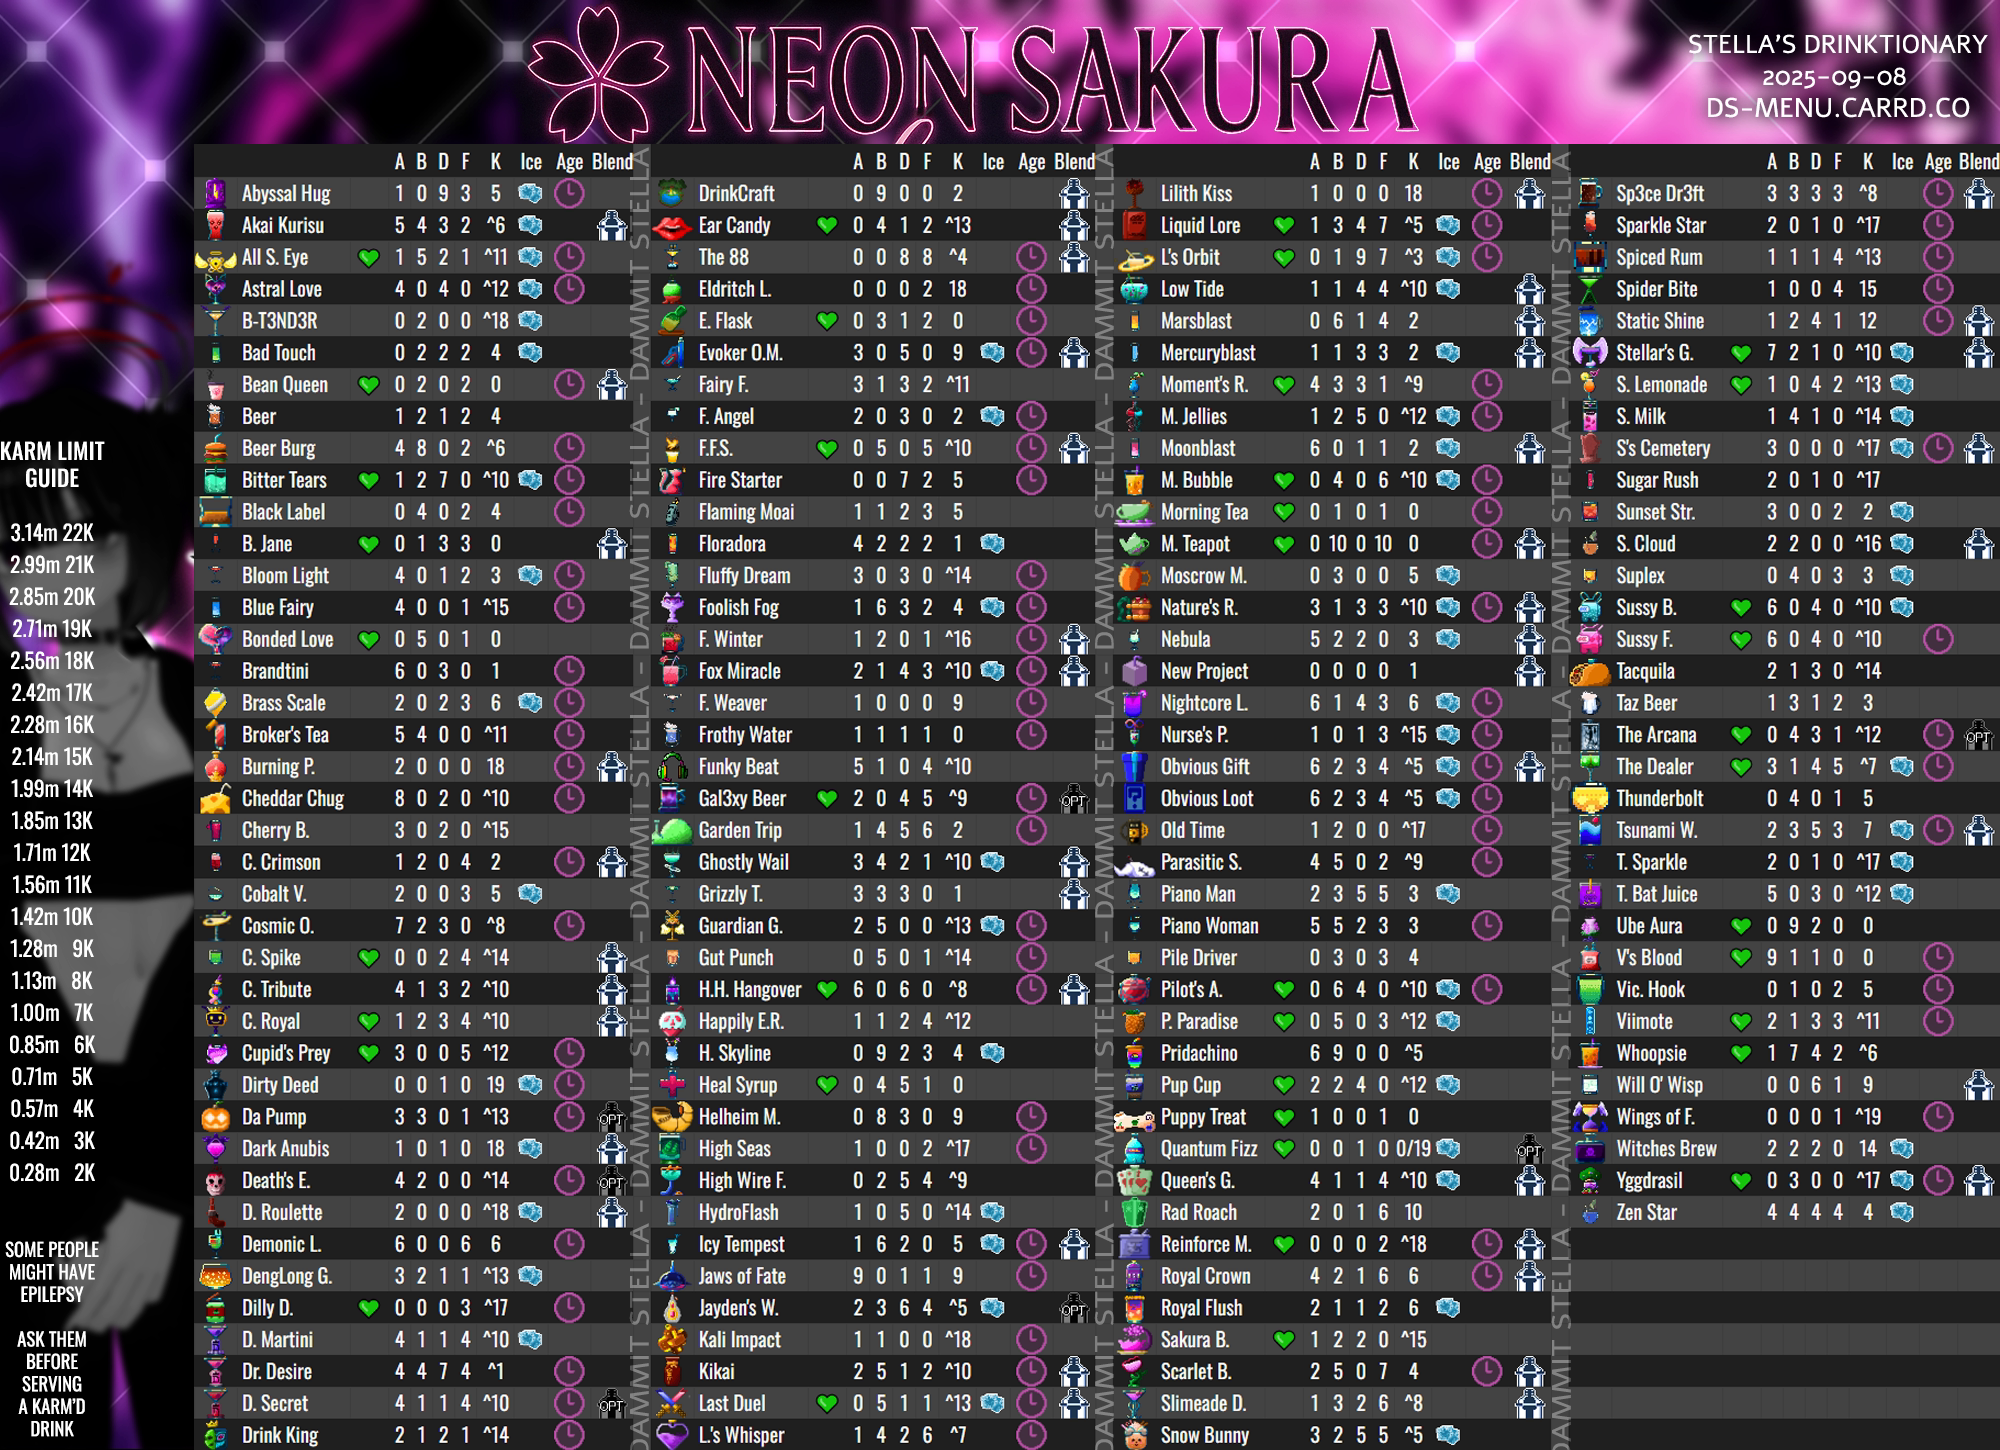 NEON SAKURA
STELLA'S DRINKTIONARY
2025-09-08
DS-MENU.CARRD.CO
KARM LIMIT
GUIDE
3.14m 22K
2.99m 21K
2.85m 20K
2.71m 19K
2.56m 18K
2.42m 17K
2.28m 16K
2.14m 15K
1.99m 14K
1.85m 13K
1.71m 12K
1.56m 11K
1.42m 10K
1.28m 9K
1.13m 8K
1.00m 7K
0.85m 6K
0.71m 5K
0.57m 4K
0.42m 3K
0.28m 2K
SOME PEOPLE
MIGHT HAVE
EPILEPSY
ASK THEM
BEFORE
SERVING
A KARM'D
DRINK
A B D F K Ice Age Blend
Abyssal Hug 1 0 9 3 5
Akai Kurisu 5 4 3 2 ^6
All S. Eye 1 5 2 1 ^11
Astral Love 4 0 4 0 ^12
B-T3ND3R 0 2 0 0 ^18
Bad Touch 0 2 2 2 4
Bean Queen 0 2 0 2 0
Beer 1 2 1 2 4
Beer Burg 4 8 0 2 ^6
Bitter Tears 1 2 7 0 ^10
Black Label 0 4 0 2 4
B. Jane 0 1 3 3 0
Bloom Light 4 0 1 2 3
Blue Fairy 4 0 0 1 ^15
Bonded Love 0 5 0 1 0
Brandtini 6 0 3 0 1
Brass Scale 2 0 2 3 6
Broker's Tea 5 4 0 0 ^11
Burning P. 2 0 0 0 18
Cheddar Chug 8 0 2 0 ^10
Cherry B. 3 0 2 0 ^15
C. Crimson 1 2 0 4 2
Cobalt V. 2 0 0 3 5
Cosmic O. 7 2 3 0 ^8
C. Spike 0 0 2 4 ^14
C. Tribute 4 1 3 2 ^10
C. Royal 1 2 3 4 ^10
Cupid's Prey 3 0 0 5 ^12
Dirty Deed 0 0 1 0 19
Da Pump 3 3 0 1 ^13 OPT
Dark Anubis 1 0 1 0 18
Death's E. 4 2 0 0 ^14 OPT
D. Roulette 2 0 0 0 ^18
Demonic L. 6 0 0 6 6
DengLong G. 3 2 1 1 ^13
Dilly D. 0 0 0 3 ^17
D. Martini 4 1 1 4 ^10
Dr. Desire 4 4 7 4 ^1
D. Secret 4 1 1 4 ^10 OPT
Drink King 2 1 2 1 ^14
DAMMIT STELLA - DAMMIT STELLA - DAMMIT STELLA - DAMMIT STELLA
A B D F K Ice Age Blend
DrinkCraft 0 9 0 0 2
Ear Candy 0 4 1 2 ^13
The 88 0 0 8 8 ^4
Eldritch L. 0 0 0 2 18
E. Flask 0 3 1 2 0
Evoker O.M. 3 0 5 0 9
Fairy F. 3 1 3 2 ^11
F. Angel 2 0 3 0 2
F.F.S. 0 5 0 5 ^10
Fire Starter 0 0 7 2 5
Flaming Moai 1 1 2 3 5
Floradora 4 2 2 2 1
Fluffy Dream 3 0 3 0 ^14
Foolish Fog 1 6 3 2 4
F. Winter 1 2 0 1 ^16
Fox Miracle 2 1 4 3 ^10
F. Weaver 1 0 0 0 9
Frothy Water 1 1 1 1 0
Funky Beat 5 1 0 4 ^10
Gal3xy Beer 2 0 4 5 ^9 OPT
Garden Trip 1 4 5 6 2
Ghostly Wail 3 4 2 1 ^10
Grizzly T. 3 3 3 0 1
Guardian G. 2 5 0 0 ^13
Gut Punch 0 5 0 1 ^14
H.H. Hangover 6 0 6 0 ^8
Happily E.R. 1 1 2 4 ^12
H. Skyline 0 9 2 3 4
Heal Syrup 0 4 5 1 0
Helheim M. 0 8 3 0 9
High Seas 1 0 0 2 ^17
High Wire F. 0 2 5 4 ^9
HydroFlash 1 0 5 0 ^14
Icy Tempest 1 6 2 0 5
Jaws of Fate 9 0 1 1 9
Jayden's W. 2 3 6 4 ^5 OPT
Kali Impact 1 1 0 0 ^18
Kikai 2 5 1 2 ^10
Last Duel 0 5 1 1 ^13
L.'s Whisper 1 4 2 6 ^7
DAMMIT STELLA - DAMMIT STELLA - DAMMIT STELLA - DAMMIT STELLA
A B D F K Ice Age Blend
Lilith Kiss 1 0 0 0 18
Liquid Lore 1 3 4 7 ^5
L's Orbit 0 1 9 7 ^3
Low Tide 1 1 4 4 ^10
Marsblast 0 6 1 4 2
Mercuryblast 1 1 3 3 2
Moment's R. 4 3 3 1 ^9
M. Jellies 1 2 5 0 ^12
Moonblast 6 0 1 1 2
M. Bubble 0 4 0 6 ^10
Morning Tea 0 1 0 1 0
M. Teapot 0 10 0 10 0
Moscrow M. 0 3 0 0 5
Nature's R. 3 1 3 3 ^10
Nebula 5 2 2 0 3
New Project 0 0 0 0 1
Nightcore L. 6 1 4 3 6
Nurse's P. 1 0 1 3 ^15
Obvious Gift 6 2 3 4 ^5
Obvious Loot 6 2 3 4 ^5
Old Time 1 2 0 0 ^17
Parasitic S. 4 5 0 2 ^9
Piano Man 2 3 5 5 3
Piano Woman 5 5 2 3 3
Pile Driver 0 3 0 3 4
Pilot's A. 0 6 4 0 ^10
P. Paradise 0 5 0 3 ^12
Pridachino 6 9 0 0 ^5
Pup Cup 2 2 4 0 ^12
Puppy Treat 1 0 0 1 0
Quantum Fizz 0 0 1 0 0/19 OPT
Queen's G. 4 1 1 4 ^10
Rad Roach 2 0 1 6 10
Reinforce M. 0 0 0 2 ^18
Royal Crown 4 2 1 6 6
Royal Flush 2 1 1 2 6
Sakura B. 1 2 2 0 ^15
Scarlet B. 2 5 0 7 4
Slimeade D. 1 3 2 6 ^8
Snow Bunny 3 2 5 5 ^5
DAMMIT STELLA - DAMMIT STELLA - DAMMIT STELLA - DAMMIT STELLA
A B D F K Ice Age Blend
Sp3ce Dr3ft 3 3 3 3 ^8
Sparkle Star 2 0 1 0 ^17
Spiced Rum 1 1 1 4 ^13
Spider Bite 1 0 0 4 15
Static Shine 1 2 4 1 12
Stellar's G. 7 2 1 0 ^10
S. Lemonade 1 0 4 2 ^13
S. Milk 1 4 1 0 ^14
S's Cemetery 3 0 0 0 ^17
Sugar Rush 2 0 1 0 ^17
Sunset Str. 3 0 0 2 2
S. Cloud 2 2 0 0 ^16
Suplex 0 4 0 3 3
Sussy B. 6 0 4 0 ^10
Sussy F. 6 0 4 0 ^10
Tacquila 2 1 3 0 ^14
Taz Beer 1 3 1 2 3
The Arcana 0 4 3 1 ^12 OPT
The Dealer 3 1 4 5 ^7
Thunderbolt 0 4 0 1 5
Tsunami W. 2 3 5 3 7
T. Sparkle 2 0 1 0 ^17
T. Bat Juice 5 0 3 0 ^12
Ube Aura 0 9 2 0 0
V's Blood 9 1 1 0 0
Vic. Hook 0 1 0 2 5
Viimote 2 1 3 3 ^11
Whoopsie 1 7 4 2 ^6
Will O' Wisp 0 0 6 1 9
Wings of F. 0 0 0 1 ^19
Witches Brew 2 2 2 0 14
Yggdrasil 0 3 0 0 ^17
Zen Star 4 4 4 4 4